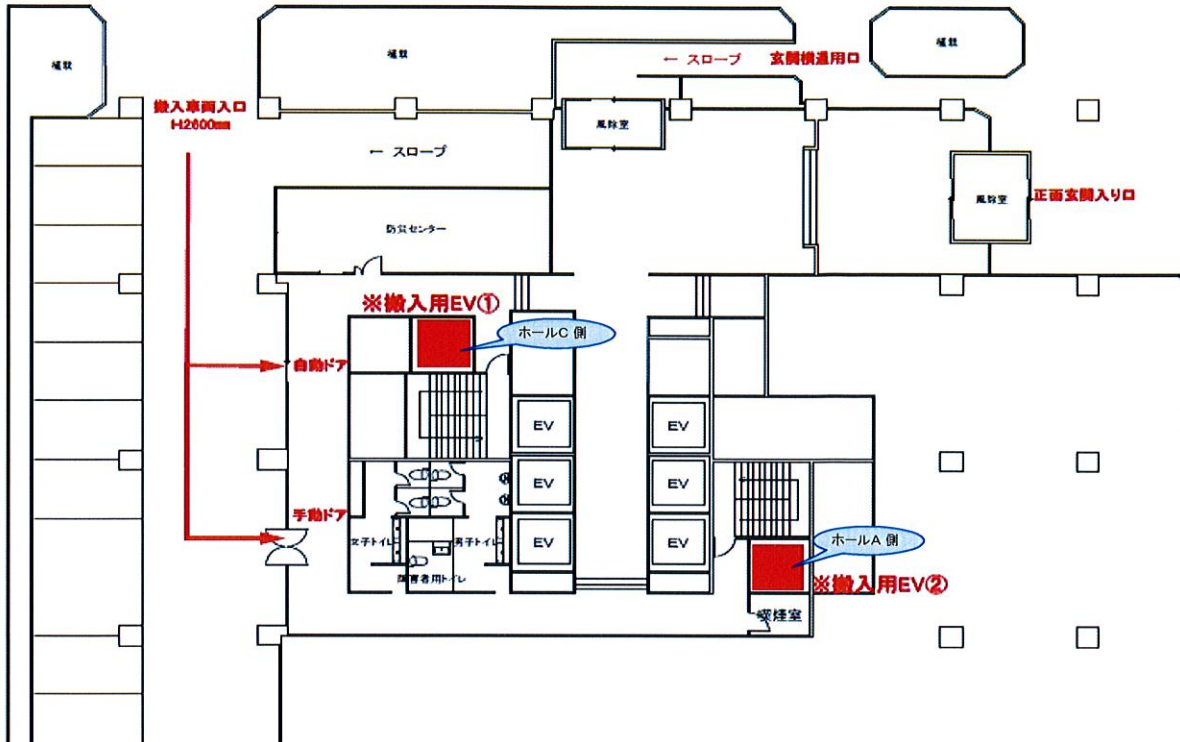 植栽
植栽
植栽
← スロープ
玄関横通用口
搬入車両入口
H2600mm
風除室
← スロープ
風除室
正面玄関入り口
防災センター
※搬入用EV①
ホールC 側
自動ドア
EV
EV
EV
EV
手動ドア
女子トイレ
男子トイレ
EV
EV
ホールA 側
障害者用トイレ
※搬入用EV②
喫煙室